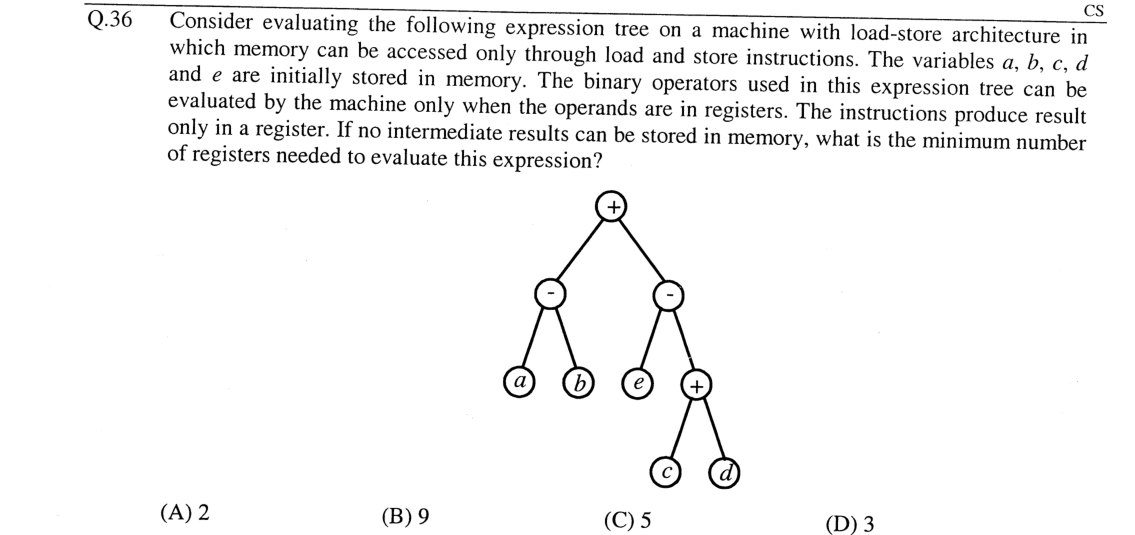 CS
Q.36 Consider evaluating the following expression tree on a machine with load-store architecture in
which memory can be accessed only through load and store instructions. The variables a, b, c, d
and e are initially stored in memory. The binary operators used in this expression tree can be
evaluated by the machine only when the operands are in registers. The instructions produce result
only in a register. If no intermediate results can be stored in memory, what is the minimum number
of registers needed to evaluate this expression?
+
- -
a b e +
c d
(A) 2 (B) 9 (C) 5 (D) 3